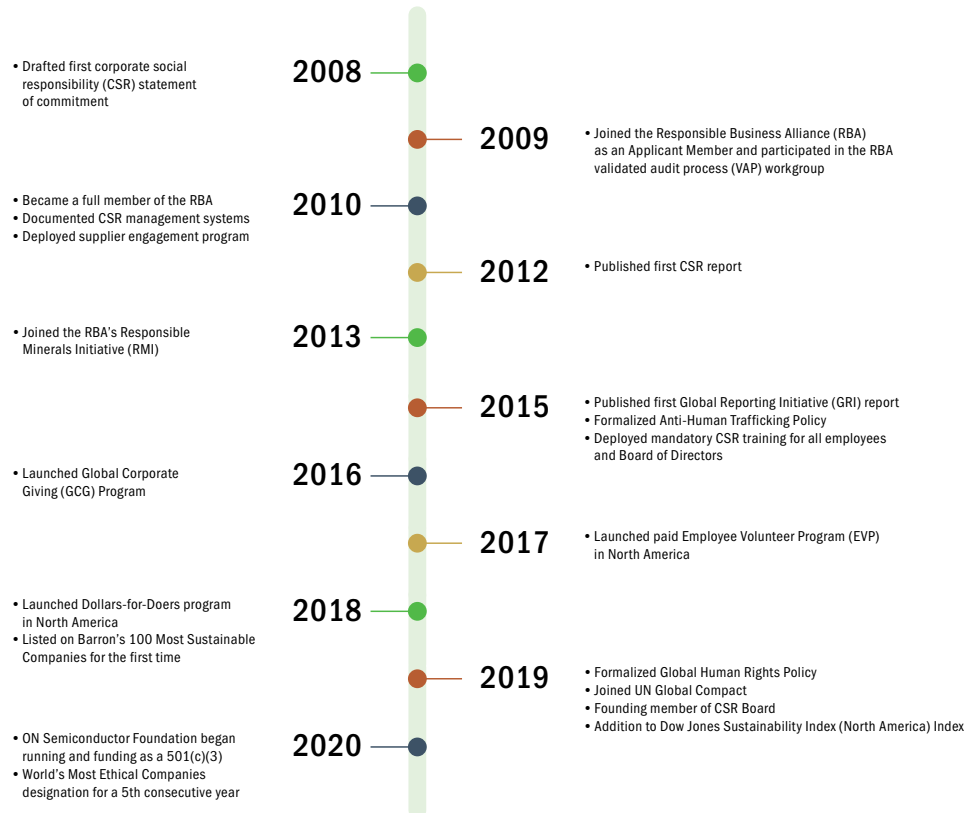 2008
• Drafted first corporate social
responsibility (CSR) statement
of commitment
2009
• Joined the Responsible Business Alliance (RBA)
as an Applicant Member and participated in the RBA
validated audit process (VAP) workgroup
2010
• Became a full member of the RBA
• Documented CSR management systems
• Deployed supplier engagement program
2012
• Published first CSR report
2013
• Joined the RBA’s Responsible
Minerals Initiative (RMI)
2015
• Published first Global Reporting Initiative (GRI) report
• Formalized Anti-Human Trafficking Policy
• Deployed mandatory CSR training for all employees
and Board of Directors
2016
• Launched Global Corporate
Giving (GCG) Program
2017
• Launched paid Employee Volunteer Program (EVP)
in North America
2018
• Launched Dollars-for-Doers program
in North America
• Listed on Barron’s 100 Most Sustainable
Companies for the first time
2019
• Formalized Global Human Rights Policy
• Joined UN Global Compact
• Founding member of CSR Board
• Addition to Dow Jones Sustainability Index (North America) Index
2020
• ON Semiconductor Foundation began
running and funding as a 501(c)(3)
• World’s Most Ethical Companies
designation for a 5th consecutive year